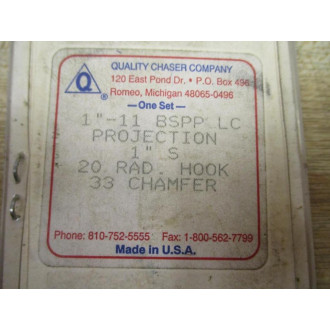 Q
®
QUALITY CHASER COMPANY
120 East Pond Dr. • P.O. Box 496
Romeo, Michigan 48065-0496
—One Set—
1"-11 BSPP LC
PROJECTION
1" S
20 RAD. HOOK
33 CHAMFER
Phone: 810-752-5555 Fax: 1-800-562-7799
Made in U.S.A.